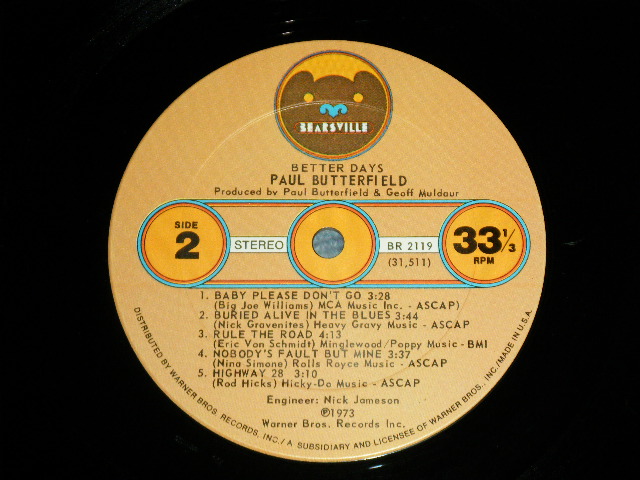 BEARSVILLE
BETTER DAYS
PAUL BUTTERFIELD
Produced by Paul Butterfield & Geoff Muldaur
SIDE
2
STEREO
BR 2119
(31,511)
33 1/3
RPM
1. BABY PLEASE DON'T GO 3:28
(Big Joe Williams) MCA Music Inc. - ASCAP)
2. BURIED ALIVE IN THE BLUES 3:44
(Nick Gravenites) Heavy Gravy Music - ASCAP
3. RULE THE ROAD 4:13
(Eric Von Schmidt) Minglewood/Poppy Music - BMI
4. NOBODY'S FAULT BUT MINE 3:37
(Nina Simone) Rolls Royce Music - ASCAP
5. HIGHWAY 28 3:10
(Rod Hicks) Hicky-Do Music - ASCAP
Engineer: Nick Jameson
℗1973
Warner Bros. Records Inc.
DISTRIBUTED BY WARNER BROS. RECORDS, INC./A SUBSIDIARY AND LICENSEE OF WARNER BROS., INC./MADE IN U.S.A.